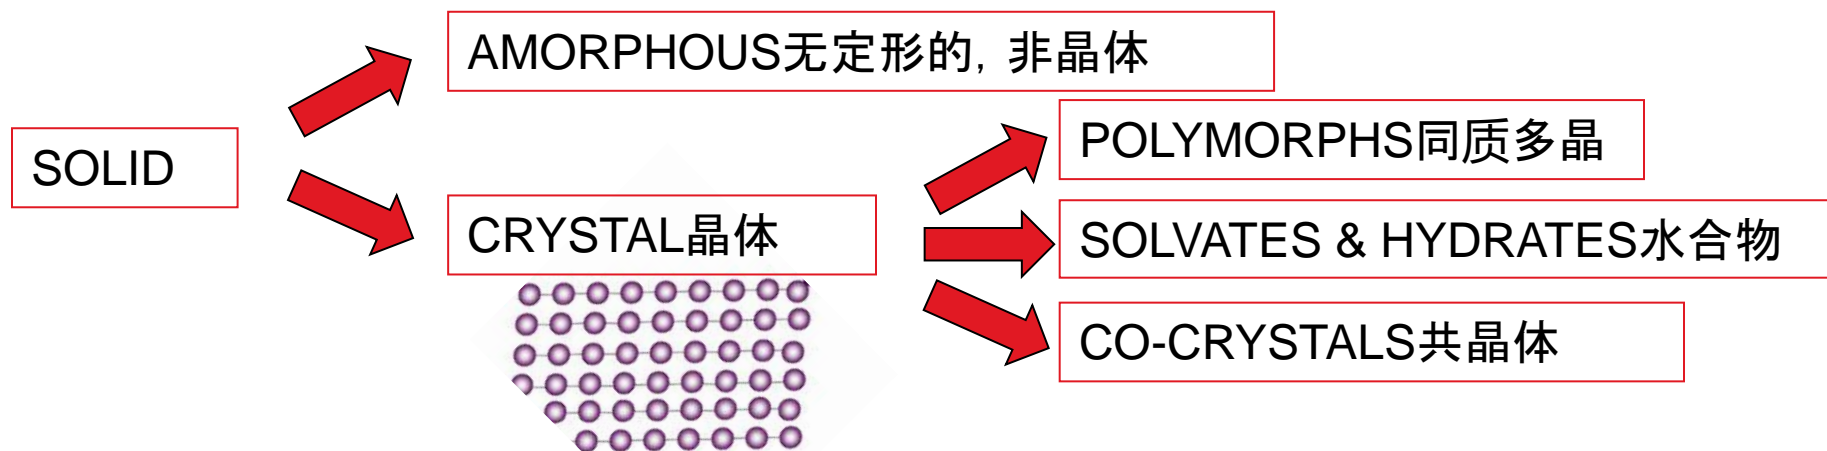 AMORPHOUS无定形的, 非晶体
SOLID
CRYSTAL晶体
POLYMORPHS同质多晶
SOLVATES & HYDRATES水合物
CO-CRYSTALS共晶体